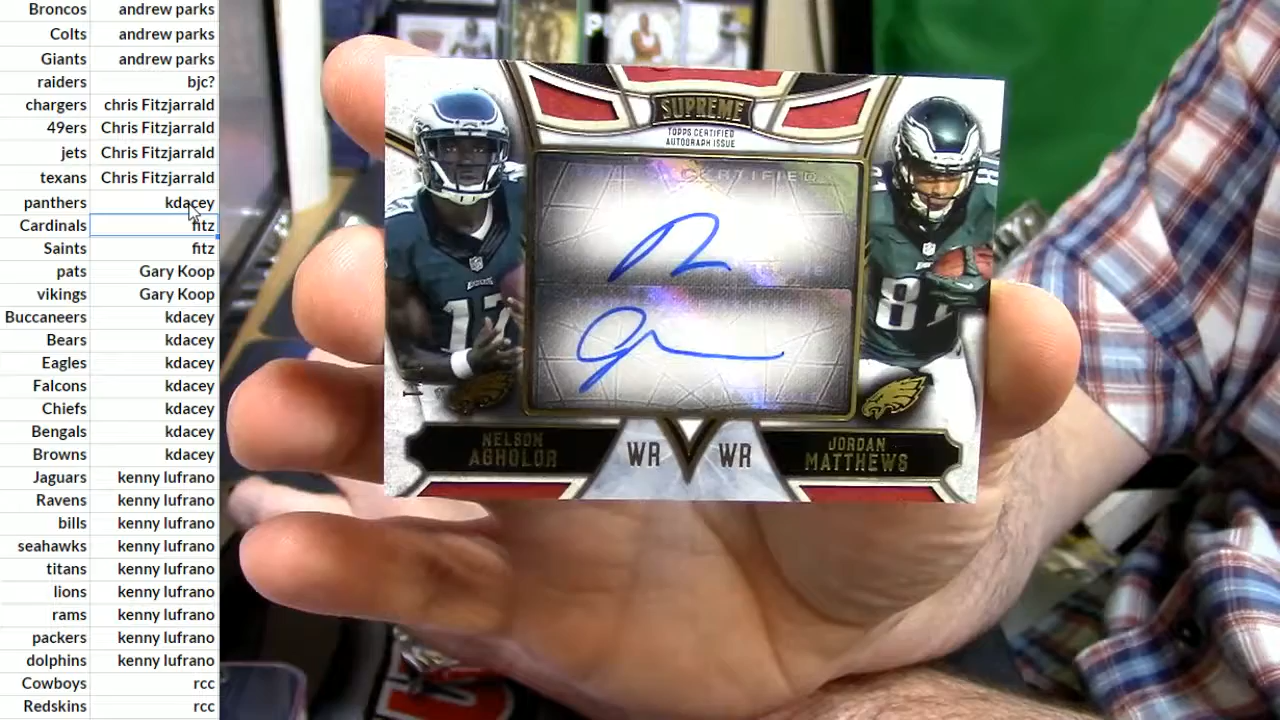 Broncos andrew parks
Colts andrew parks
Giants andrew parks
raiders bjc?
chargers chris Fitzjarrald
49ers Chris Fitzjarrald
jets Chris Fitzjarrald
texans Chris Fitzjarrald
panthers kdacey
Cardinals fitz
Saints fitz
pats Gary Koop
vikings Gary Koop
Buccaneers kdacey
Bears kdacey
Eagles kdacey
Falcons kdacey
Chiefs kdacey
Bengals kdacey
Browns kdacey
Jaguars kenny lufrano
Ravens kenny lufrano
bills kenny lufrano
seahawks kenny lufrano
titans kenny lufrano
lions kenny lufrano
rams kenny lufrano
packers kenny lufrano
dolphins kenny lufrano
Cowboys rcc
Redskins rcc
SUPREME
TOPPS CERTIFIED
AUTOGRAPH ISSUE
CERTIFIED
17
81
NELSON
AGHOLOR
WR
WR
JORDAN
MATTHEWS